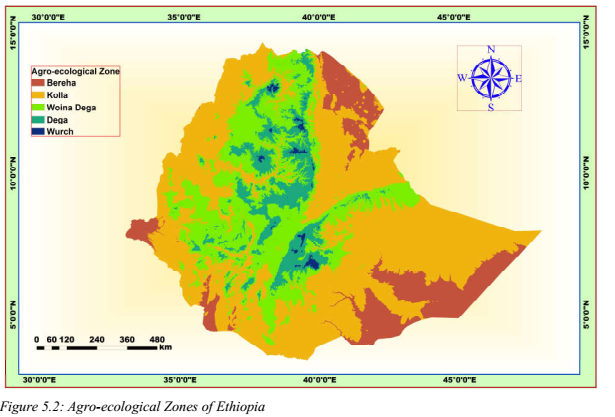 30°0'0"E 35°0'0"E 40°0'0"E 45°0'0"E
15°0'0"N
15°0'0"N
N
W E
S
Agro-ecological Zone
Bereha
Kolla
Woina Dega
Dega
Wurch
10°0'0"N
10°0'0"N
5°0'0"N
5°0'0"N
0 60 120 240 360 480
km
30°0'0"E 35°0'0"E 40°0'0"E 45°0'0"E
Figure 5.2: Agro-ecological Zones of Ethiopia